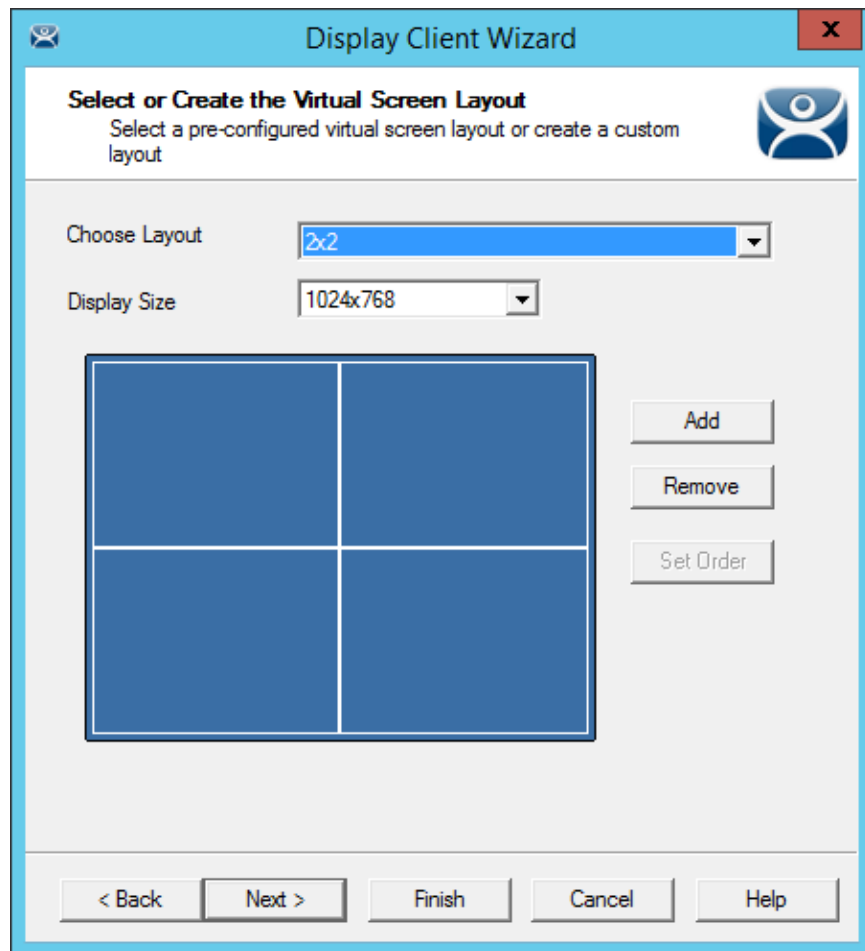 Display Client Wizard
x
Select or Create the Virtual Screen Layout
Select a pre-configured virtual screen layout or create a custom
layout
Choose Layout
2x2
Display Size
1024x768
Add
Remove
Set Order
< Back
Next >
Finish
Cancel
Help